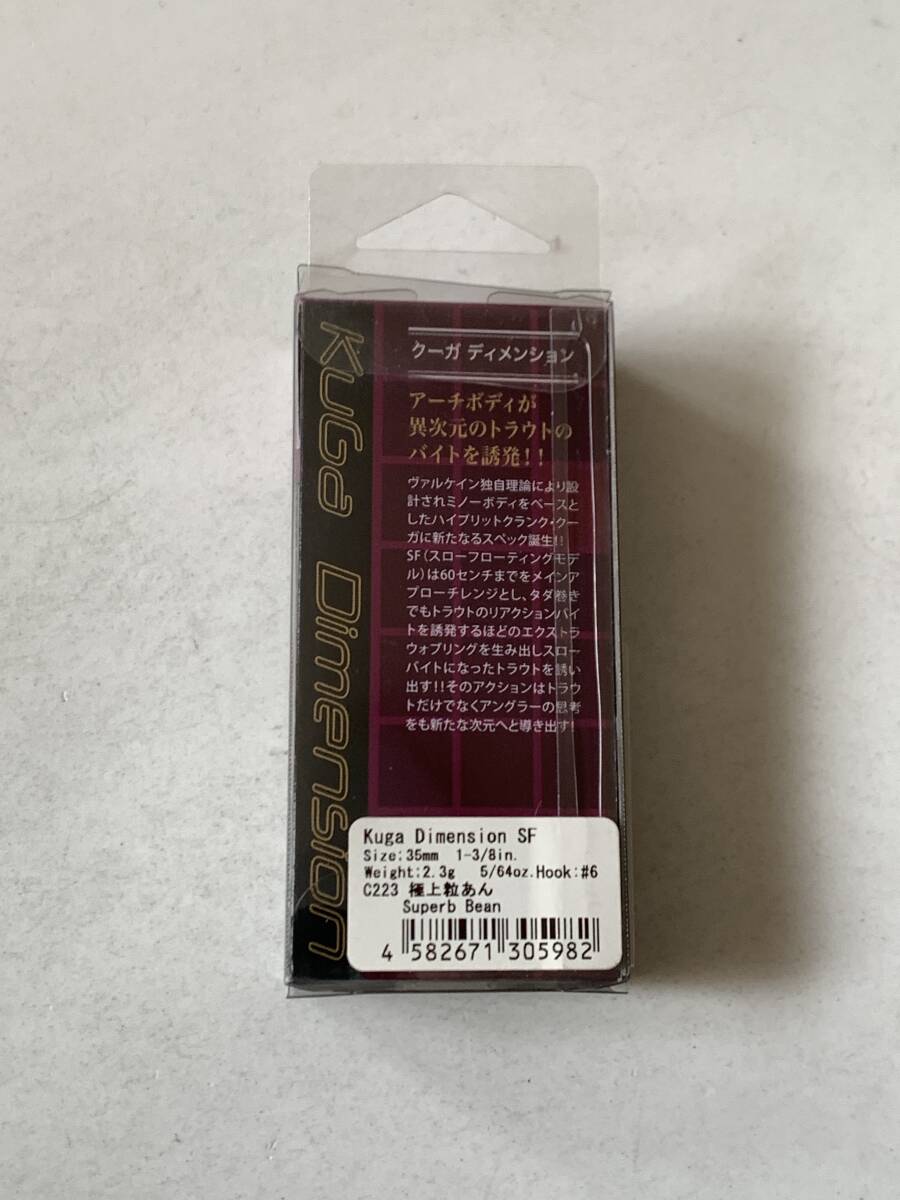 Kuga Dimension
クーガ ディメンション
アーチボディが
異次元のトラウトの
バイトを誘発!!
ヴァルケイン独自理論により設
計されミノーボディをベースと
したハイブリットクランク・クー
ガに新たなるスペック誕生!!
SF(スローフローティングモデ
ル)は60センチまでをメインア
プローチレンジとし、タダ巻き
でもトラウトのリアクションバイ
トを誘発するほどのエクストラ
ウォブリングを生み出しスロー
バイトになったトラウトを誘い
出す!!そのアクションはトラウ
トだけでなくアングラーの思考
をも新たな次元へと導き出す!
Kuga Dimension SF
Size:35mm 1-3/8in.
Weight:2.3g 5/64oz.Hook:#6
C223 極上粒あん
Superb Bean
4 582671 305982